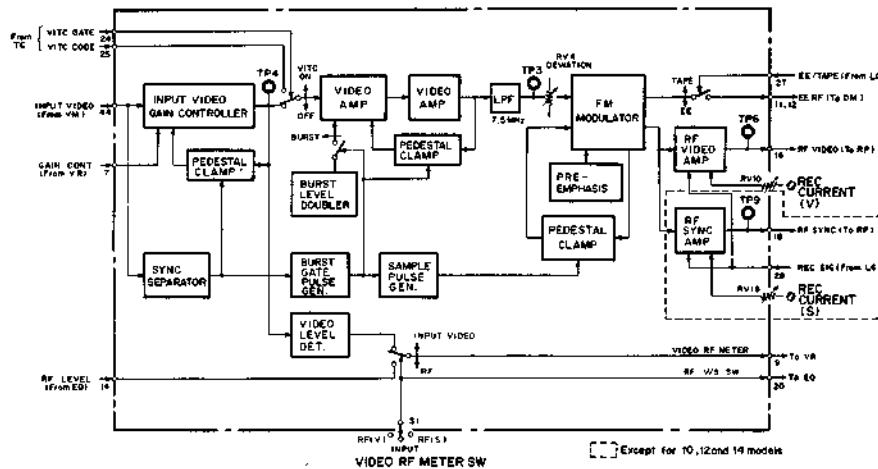 From TC
VITC GATE
24
VITC CODE
25
INPUT VIDEO
(From VM)
44
GAIN CONT
(From VR)
7
INPUT VIDEO
GAIN CONTROLLER
PEDESTAL
CLAMP
TP4
VITC
ON
OFF
VIDEO
AMP
VIDEO
AMP
BURST
BURST
LEVEL
DOUBLER
PEDESTAL
CLAMP
LPF
7.5MHz
TP3
RV4
DEVIATION
FM
MODULATOR
PRE-
EMPHASIS
PEDESTAL
CLAMP
TAPE
EE
27
EE/TAPE (From LG
11,12
EE RF (To DM)
TP6
RF
VIDEO
AMP
16
RF VIDEO (To RP)
RV10
REC
CURRENT
(V)
TP9
RF
SYNC
AMP
18
RF SYNC (To RP)
28
REC SIG (From LG
RV18
REC
CURRENT
(S)
SYNC
SEPARATOR
BURST
GATE
PULSE
GEN.
SAMPLE
PULSE
GEN.
VIDEO
LEVEL
DET.
INPUT VIDEO
RF
VIDEO RF METER
9
To VR
RF LEVEL
(From EQ)
14
RF V/S SW
20
To EQ
S1
RF(V)
RF(S)
INPUT
VIDEO RF METER SW
Except for 10,12 and 14 models